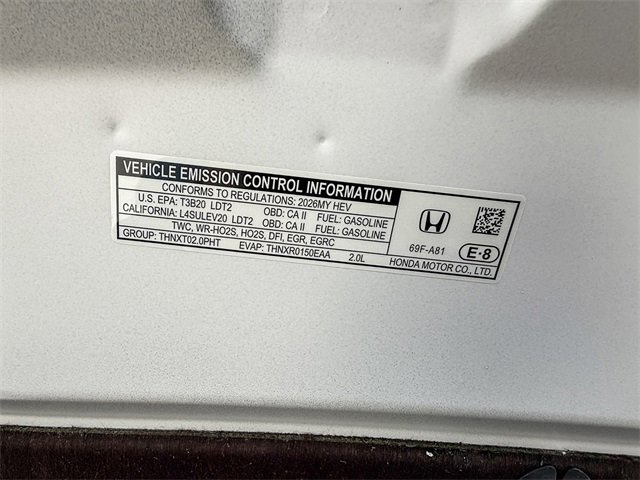 VEHICLE EMISSION CONTROL INFORMATION
CONFORMS TO REGULATIONS: 2026MY HEV
U.S. EPA: T3B20 LDT2 OBD: CA II FUEL: GASOLINE
CALIFORNIA: L4SULEV20 LDT2 OBD: CA II FUEL: GASOLINE
TWC, WR-HO2S, HO2S, DFI, EGR, EGRC
GROUP: THNXT02.0PHT EVAP: THNXR0150EAA 2.0L
69F-A81
E·8
HONDA MOTOR CO., LTD.